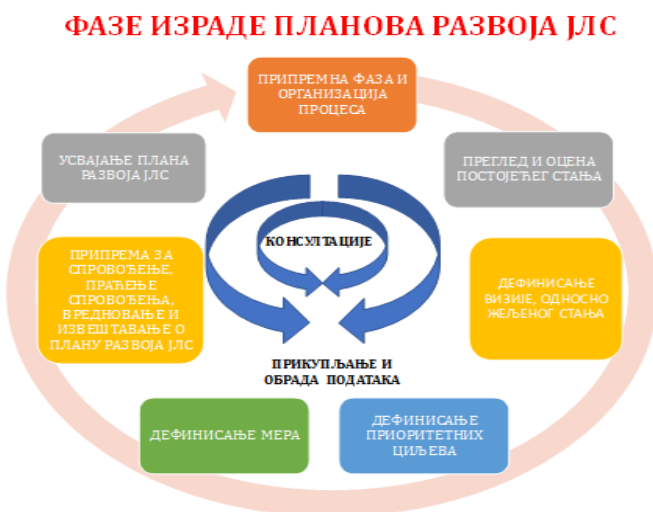 ФАЗЕ ИЗРАДЕ ПЛАНОВА РАЗВОЈА ЈЛС
ПРИПРЕМНА ФАЗА И
ОРГАНИЗАЦИЈА
ПРОЦЕСА
ПРЕГЛЕД И ОЦЕНА
ПОСТОЈЕЋЕГ СТАЊА
ДЕФИНИСАЊЕ
ВИЗИЈЕ, ОДНОСНО
ЖЕЉЕНОГ СТАЊА
ДЕФИНИСАЊЕ
ПРИОРИТЕТНИХ
ЦИЉЕВА
ДЕФИНИСАЊЕ МЕРА
ПРИПРЕМА ЗА
СПРОВОЂЕЊЕ,
ПРАЋЕЊЕ
СПРОВОЂЕЊА,
ВРЕДНОВАЊЕ И
ИЗВЕШТАВАЊЕ О
ПЛАНУ РАЗВОЈА ЈЛС
УСВАЈАЊЕ ПЛАНА
РАЗВОЈА ЈЛС
КОНСУЛТАЦИЈЕ
ПРИКУПЉАЊЕ И
ОБРАДА ПОДАТАКА